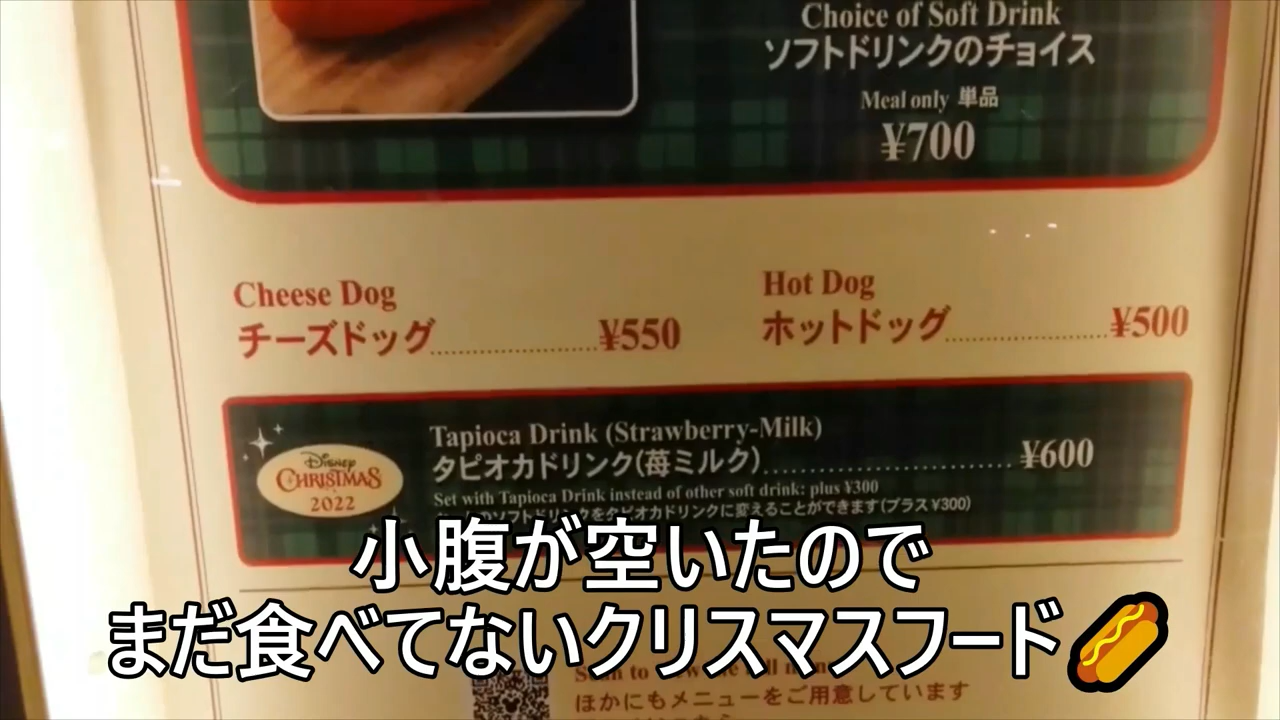 Choice of Soft Drink
ソフトドリンクのチョイス
Meal only 単品
¥700
Cheese Dog
チーズドッグ..................¥550
Hot Dog
ホットドッグ..................¥500
Disney
CHRISTMAS
2022
Tapioca Drink (Strawberry-Milk)
タピオカドリンク(苺ミルク)..............................¥600
Set with Tapioca Drink instead of other soft drink: plus ¥300
のソフトドリンクをタピオカドリンクに変えることができます(プラス¥300)
小腹が空いたので
まだ食べてないクリスマスフード🌭
ほかにもメニューをご用意しています